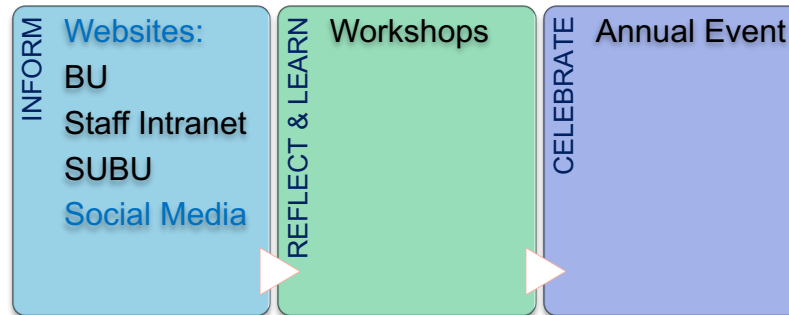 INFORM
Websites:
BU
Staff Intranet
SUBU
Social Media
REFLECT & LEARN
Workshops
CELEBRATE
Annual Event